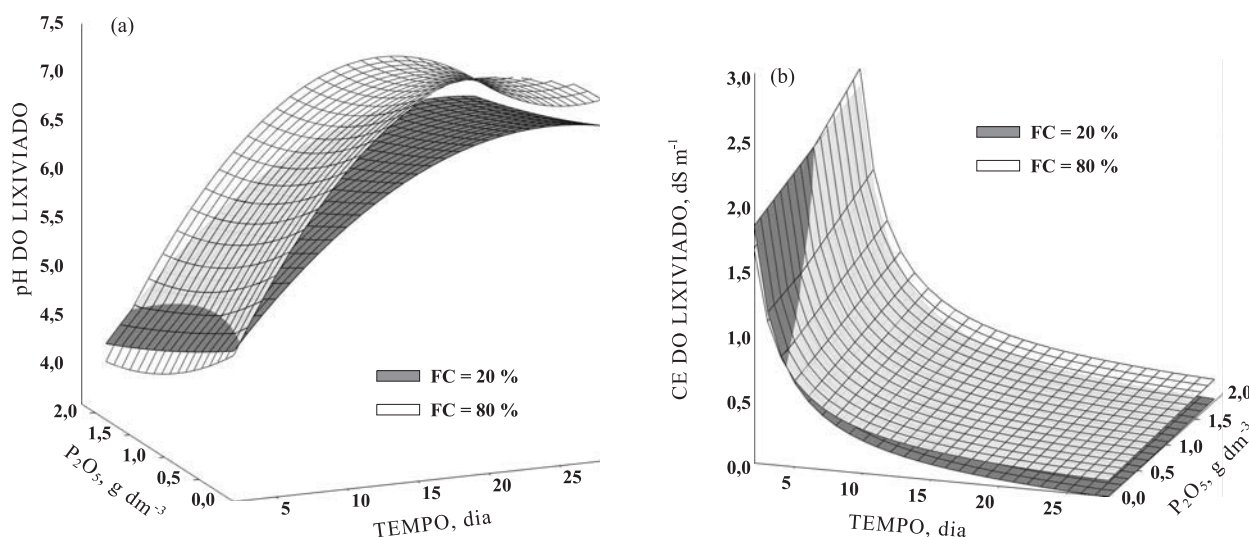 (a)
7,5
7,0
6,5
6,0
5,5
5,0
4,5
4,0
pH DO LIXIVIADO
FC = 20 %
FC = 80 %
2,0
1,5
1,0
0,5
0,0
P₂O₅, g dm⁻³
5
10
15
20
25
TEMPO, dia
(b)
3,0
2,5
2,0
1,5
1,0
0,5
0,0
CE DO LIXIVIADO, dS m⁻¹
FC = 20 %
FC = 80 %
5
10
15
20
25
TEMPO, dia
2,0
1,5
1,0
0,5
0,0
P₂O₅, g dm⁻³